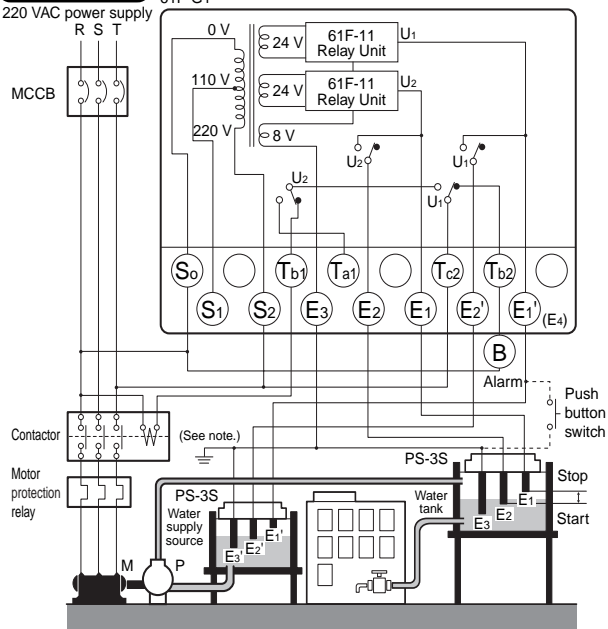 220 VAC power supply
R S T
MCCB
0 V
110 V
220 V
24 V
61F-11
Relay Unit
U1
24 V
61F-11
Relay Unit
U2
8 V
U2
U1
U2
U1
S0
Tb1
Ta1
Tc2
Tb2
S1
S2
E3
E2
E1
E2'
E1'
(E4)
B
Alarm
Push
button
switch
Contactor
(See note.)
Motor
protection
relay
PS-3S
Stop
Start
E1
E2
E3
Water
tank
PS-3S
Water
supply
source
E1'
E2'
E3'
M
P